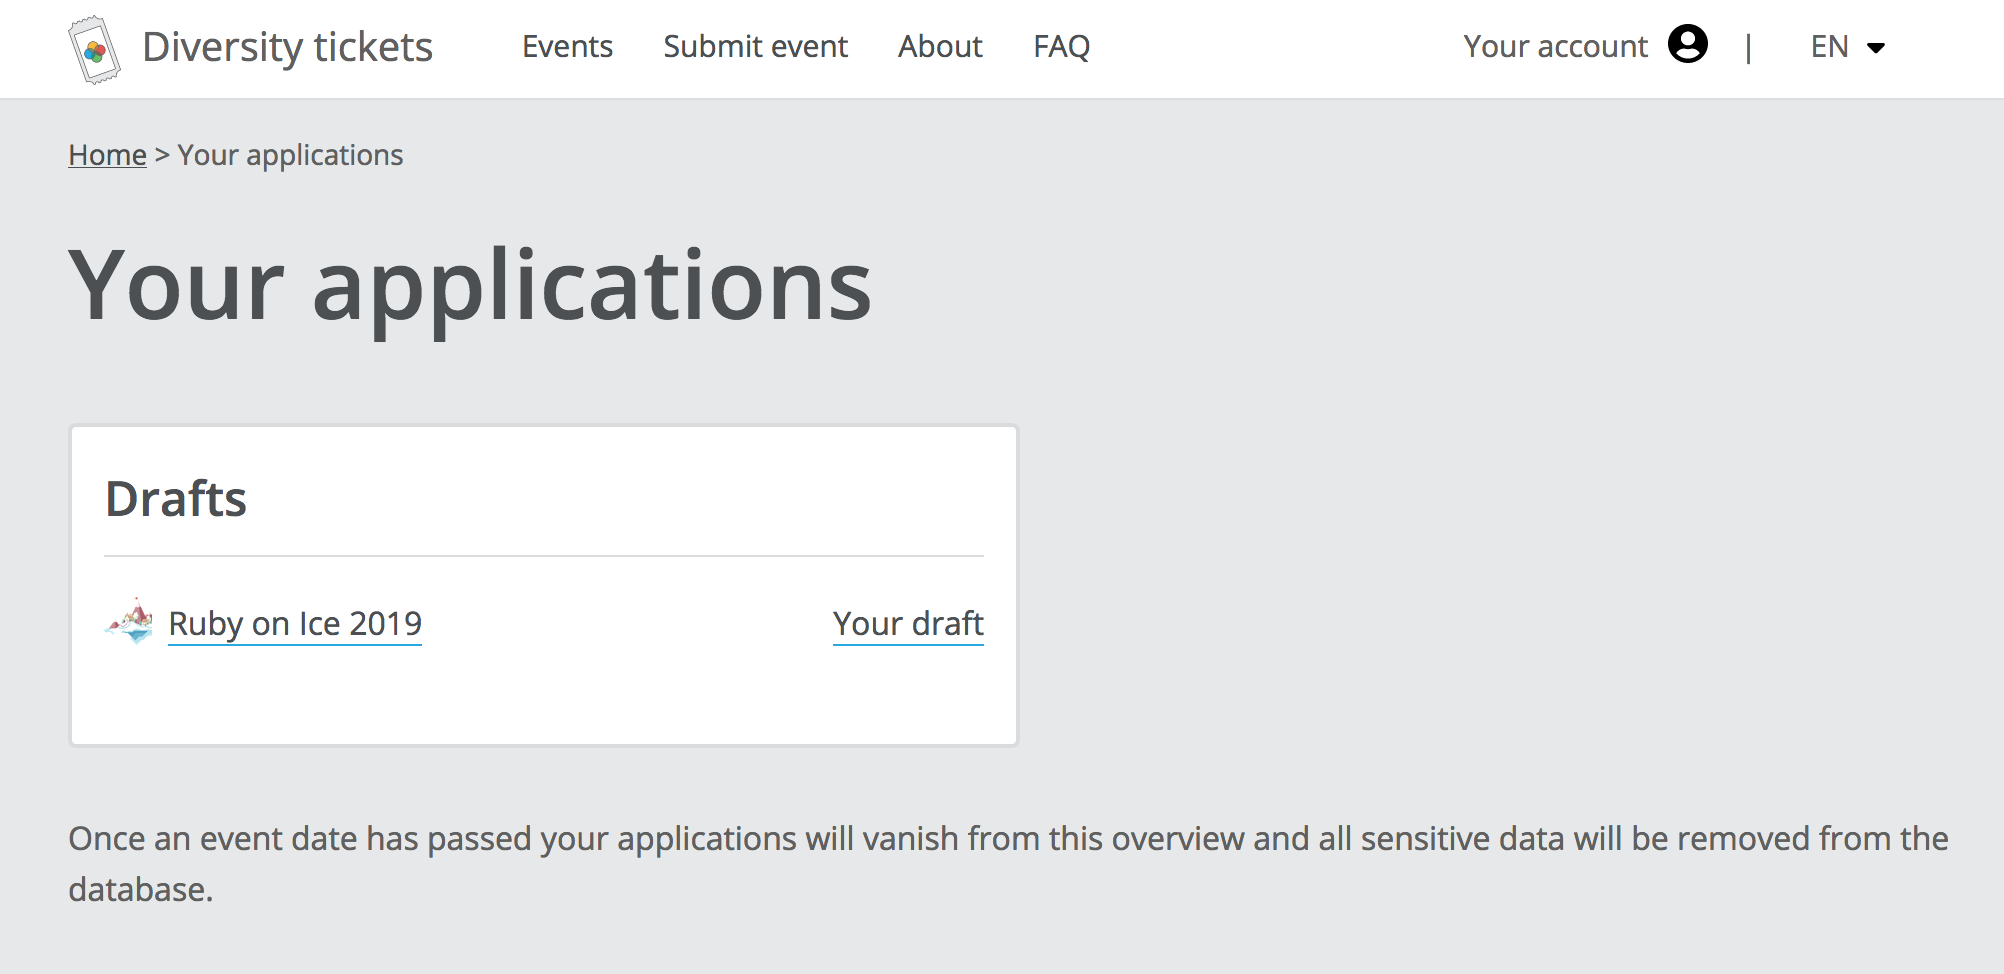 Diversity tickets Events Submit event About FAQ Your account | EN
Home > Your applications
Your applications
Drafts
Ruby on Ice 2019 Your draft
Once an event date has passed your applications will vanish from this overview and all sensitive data will be removed from the
database.